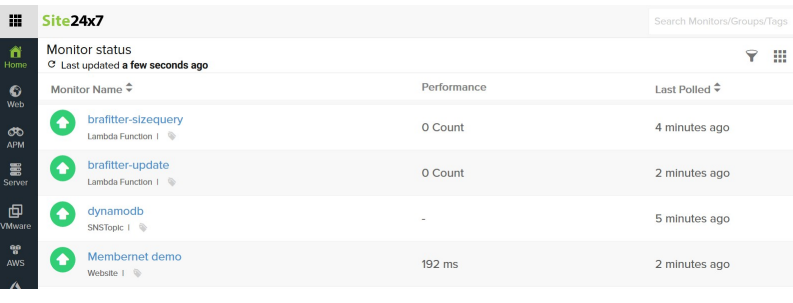 Site24x7
Search Monitors/Groups/Tags
Home
Web
APM
Server
VMware
AWS
Monitor status
Last updated a few seconds ago
Monitor Name Performance Last Polled
brafitter-sizequery
Lambda Function |
0 Count 4 minutes ago
brafitter-update
Lambda Function |
0 Count 2 minutes ago
dynamodb
SNSTopic |
- 5 minutes ago
Membernet demo
Website |
192 ms 2 minutes ago